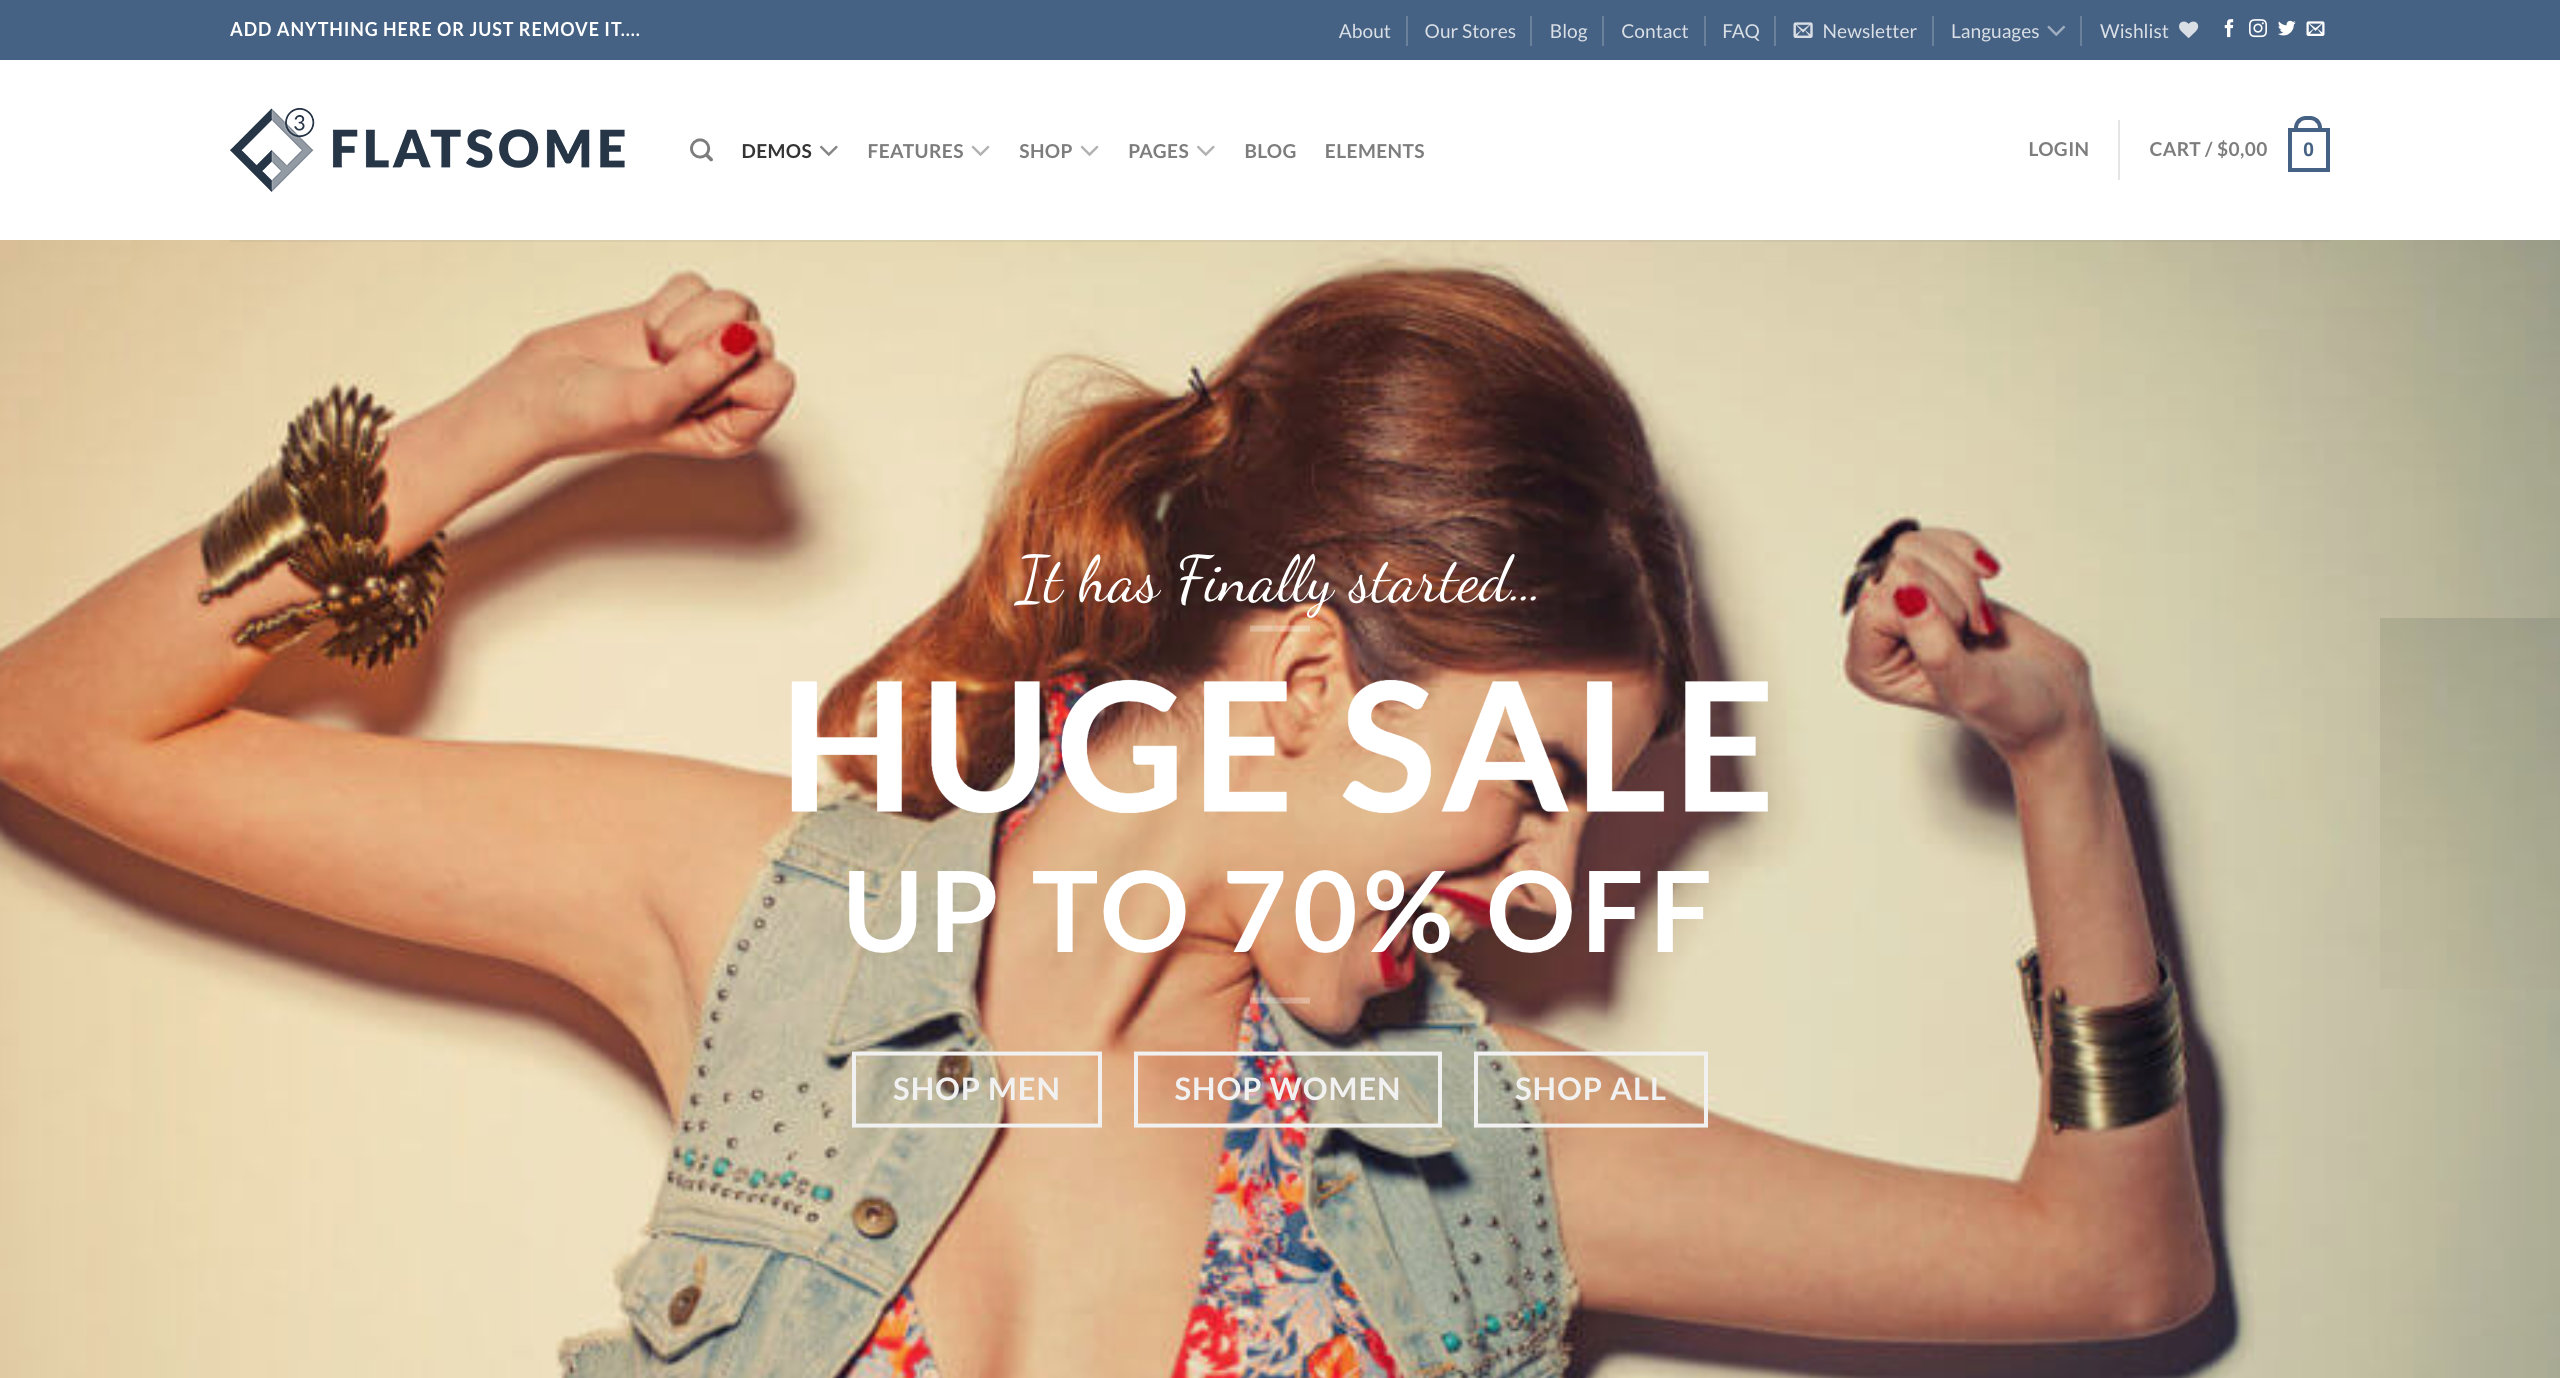 ADD ANYTHING HERE OR JUST REMOVE IT....
About
Our Stores
Blog
Contact
FAQ
Newsletter
Languages
Wishlist
3
FLATSOME
DEMOS
FEATURES
SHOP
PAGES
BLOG
ELEMENTS
LOGIN
CART / $0,00
0
It has Finally started...
HUGE SALE
UP TO 70% OFF
SHOP MEN
SHOP WOMEN
SHOP ALL